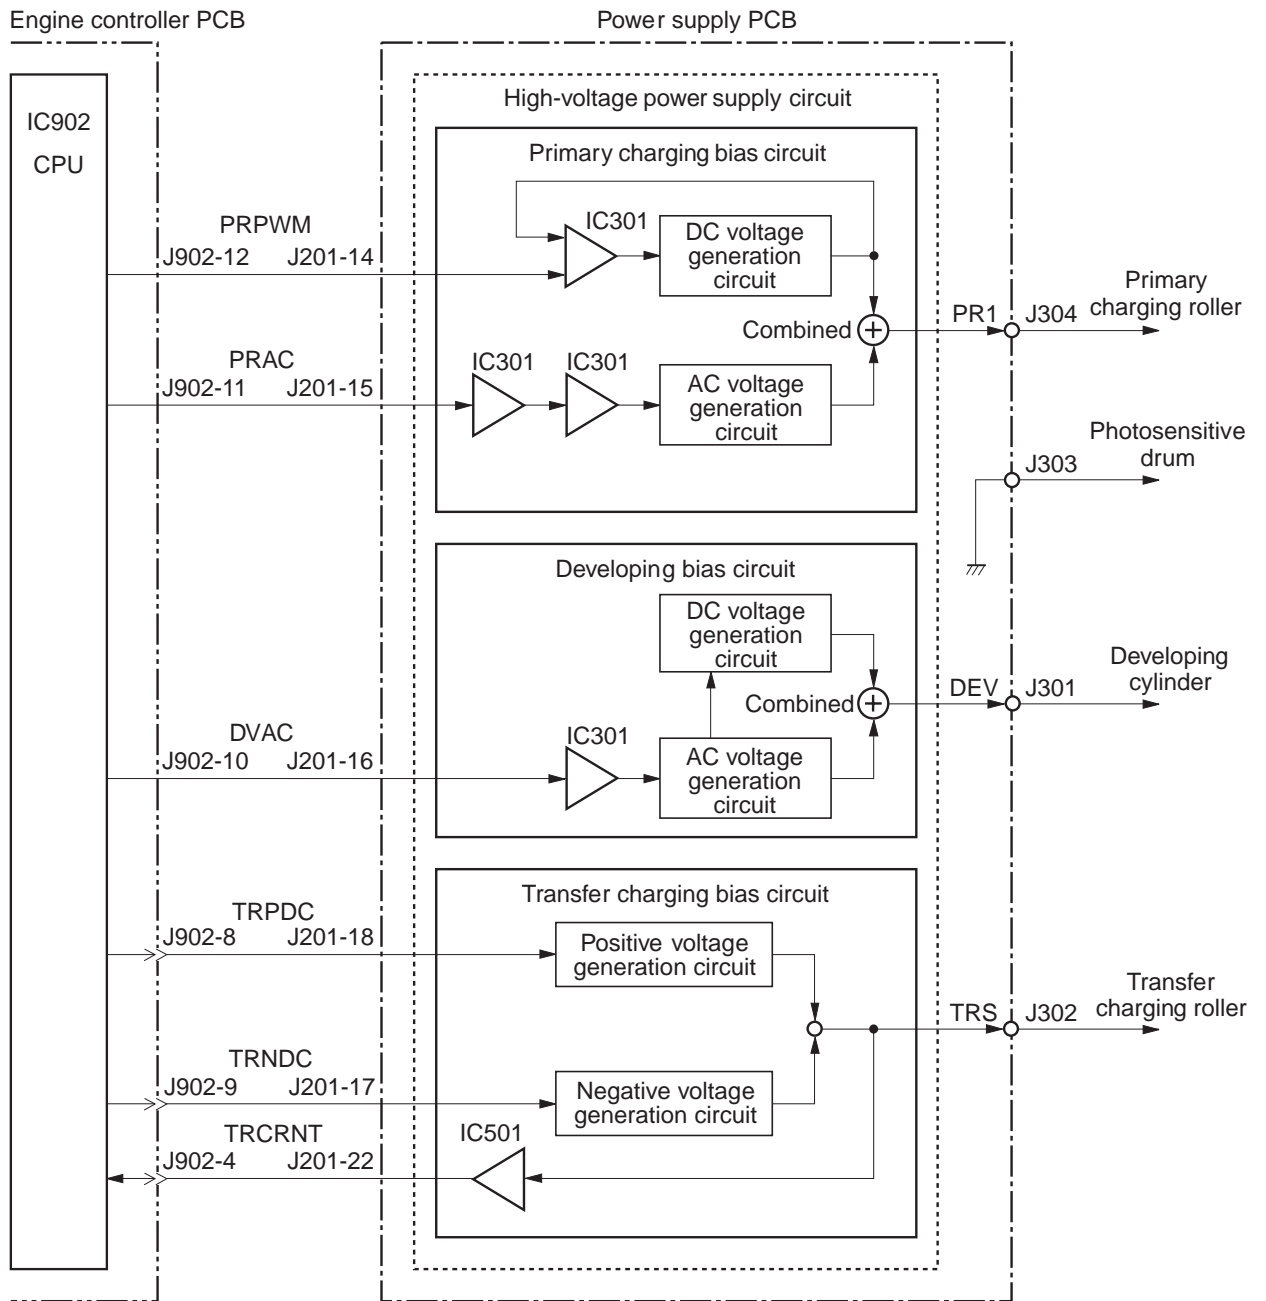 Engine controller PCB
Power supply PCB
High-voltage power supply circuit
IC902
CPU
Primary charging bias circuit
PRPWM
J902-12
J201-14
IC301
DC voltage
generation
circuit
Combined
PR1
J304
Primary
charging roller
PRAC
J902-11
J201-15
IC301
IC301
AC voltage
generation
circuit
Photosensitive
drum
J303
Developing bias circuit
DC voltage
generation
circuit
Combined
DEV
J301
Developing
cylinder
DVAC
J902-10
J201-16
IC301
AC voltage
generation
circuit
Transfer charging bias circuit
TRPDC
J902-8
J201-18
Positive voltage
generation circuit
TRS
J302
Transfer
charging roller
TRNDC
J902-9
J201-17
Negative voltage
generation circuit
TRCRNT
J902-4
J201-22
IC501